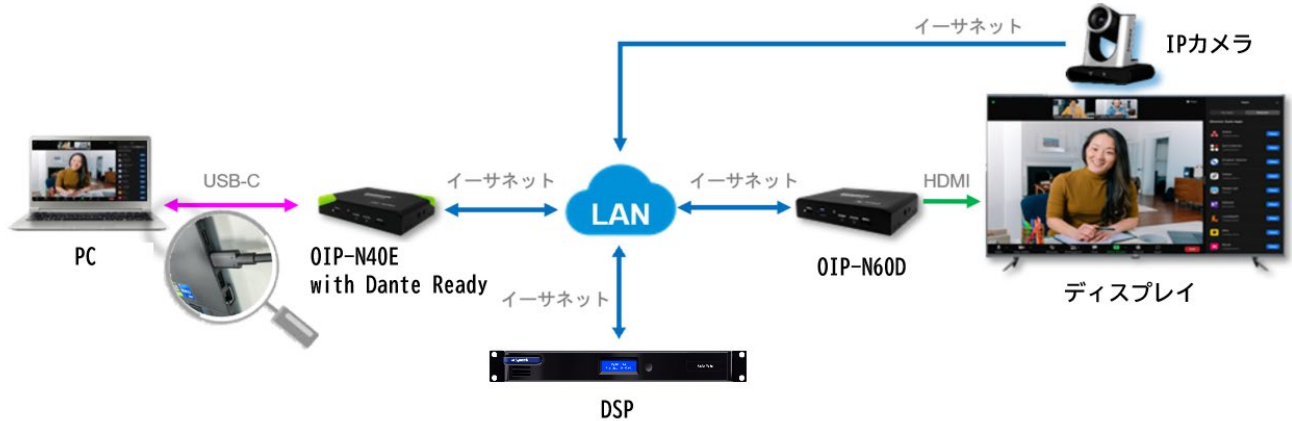 イーサネット
IPカメラ
USB-C
イーサネット
LAN
イーサネット
HDMI
PC
OIP-N40E
with Dante Ready
OIP-N60D
イーサネット
ディスプレイ
DSP